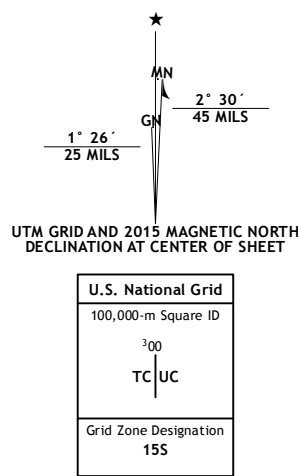 ★
MN
2° 30´
45 MILS
GN
1° 26´
25 MILS
UTM GRID AND 2015 MAGNETIC NORTH
DECLINATION AT CENTER OF SHEET
U.S. National Grid
100,000-m Square ID
³00
TC UC
Grid Zone Designation
15S